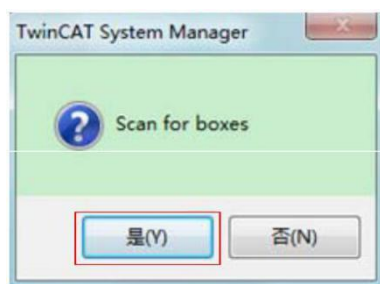 TwinCAT System Manager
Scan for boxes
是(Y) 否(N)